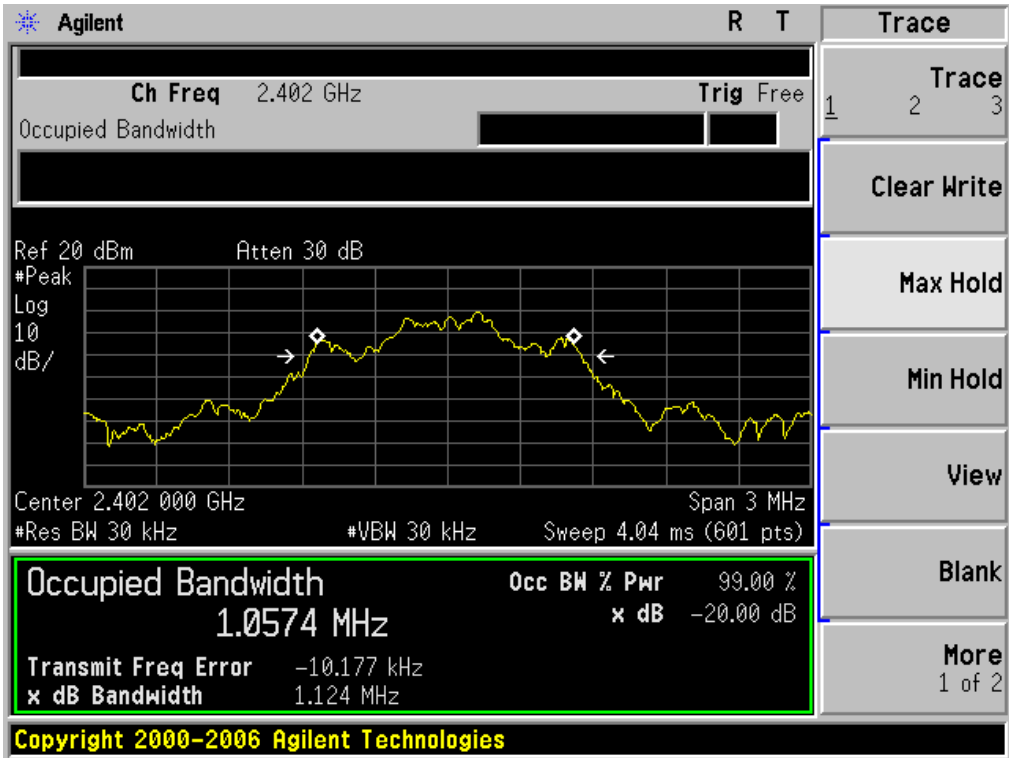 Agilent R T
Ch Freq 2.402 GHz Trig Free
Occupied Bandwidth
Ref 20 dBm Atten 30 dB
#Peak
Log
10
dB/
Center 2.402 000 GHz Span 3 MHz
#Res BW 30 kHz #VBW 30 kHz Sweep 4.04 ms (601 pts)
Occupied Bandwidth
1.0574 MHz
Occ BW % Pwr 99.00 %
x dB -20.00 dB
Transmit Freq Error -10.177 kHz
x dB Bandwidth 1.124 MHz
Copyright 2000-2006 Agilent Technologies
Trace
Trace
1 2 3
Clear Write
Max Hold
Min Hold
View
Blank
More
1 of 2